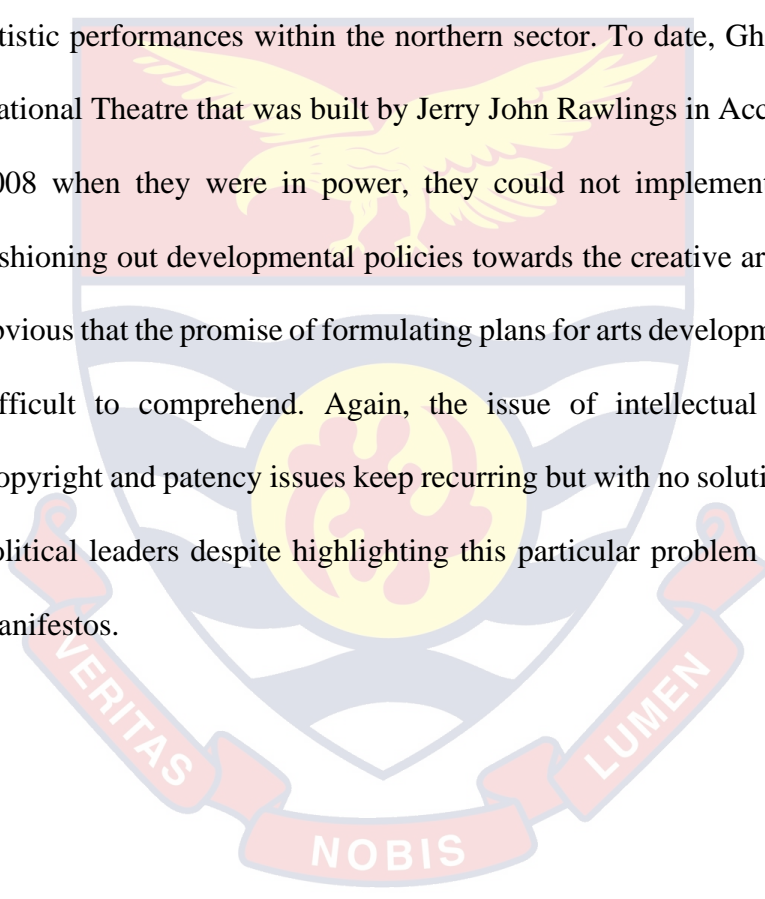 tistic performances within the northern sector. To date, Gh
ational Theatre that was built by Jerry John Rawlings in Acc
008 when they were in power, they could not implement
shioning out developmental policies towards the creative ar
bvious that the promise of formulating plans for arts developm
fficult to comprehend. Again, the issue of intellectual
opyright and patency issues keep recurring but with no soluti
olitical leaders despite highlighting this particular problem
anifestos.
VERITAS
NOBIS
LUMEN